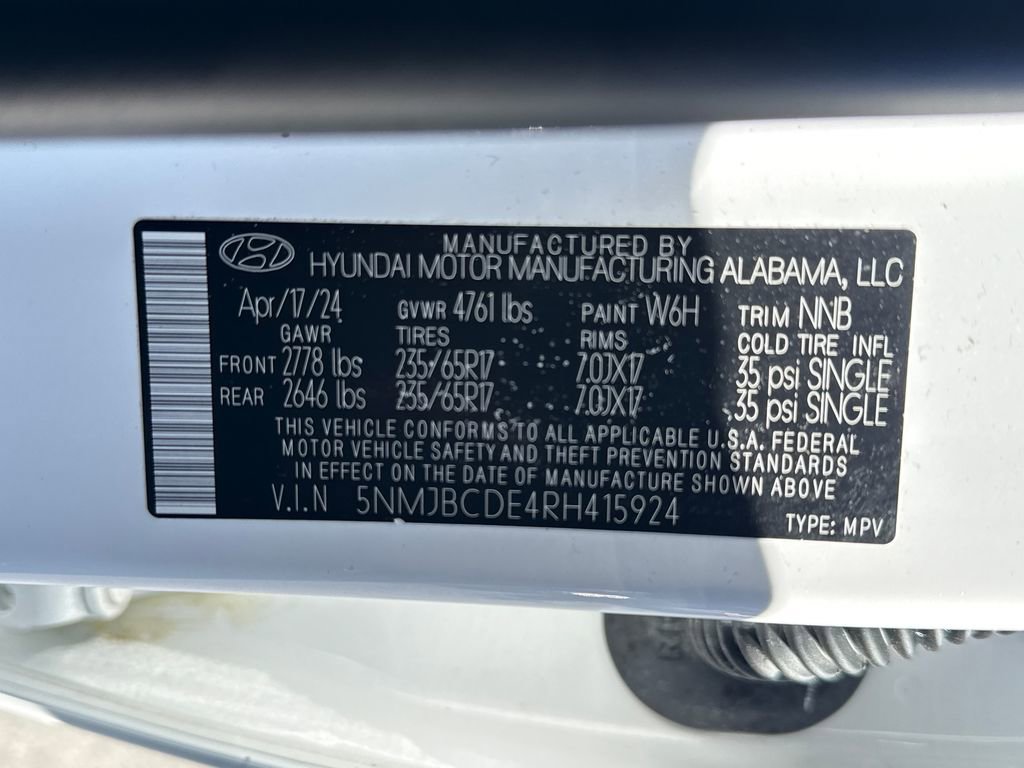 MANUFACTURED BY
HYUNDAI MOTOR MANUFACTURING ALABAMA, LLC
Apr/17/24 GVWR 4761 lbs PAINT W6H TRIM NNB
GAWR TIRES RIMS COLD TIRE INFL
FRONT 2778 lbs 235/65R17 7.0JX17 35 psi SINGLE
REAR 2646 lbs 235/65R17 7.0JX17 35 psi SINGLE
THIS VEHICLE CONFORMS TO ALL APPLICABLE U.S.A. FEDERAL
MOTOR VEHICLE SAFETY AND THEFT PREVENTION STANDARDS
IN EFFECT ON THE DATE OF MANUFACTURE SHOWN ABOVE
V.I.N 5NMJBCDE4RH415924
TYPE: MPV